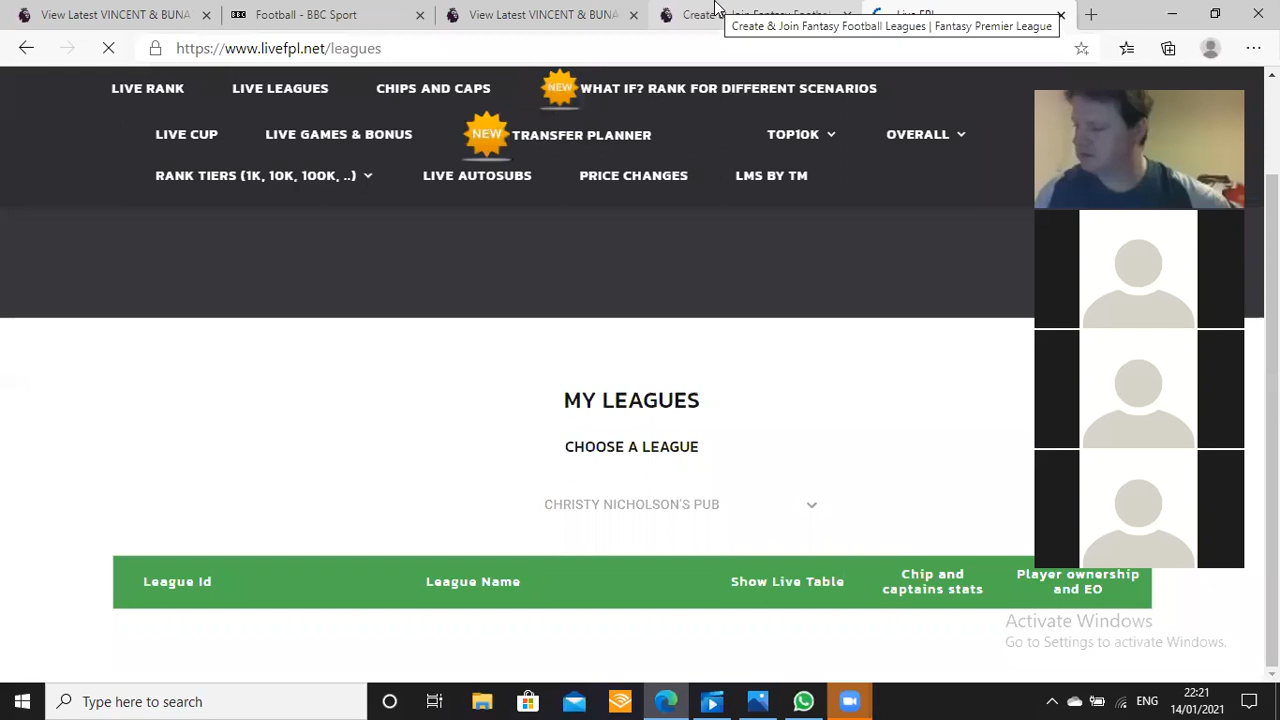 View Latest VINCENT & BUNA
Football - BBC Sport
View Latest VINCENT & BUNA
Create & Join Fantasy Football Leagues | Fantasy Premier League
https://www.livefpl.net/leagues
LIVE RANK
LIVE LEAGUES
CHIPS AND CAPS
NEW
WHAT IF? RANK FOR DIFFERENT SCENARIOS
LIVE CUP
LIVE GAMES & BONUS
NEW
TRANSFER PLANNER
TOP10K
OVERALL
RANK TIERS (1K, 10K, 100K, ..)
LIVE AUTOSUBS
PRICE CHANGES
LMS BY TM
MY LEAGUES
CHOOSE A LEAGUE
CHRISTY NICHOLSON'S PUB
League Id
League Name
Show Live Table
Chip and
captains stats
Player ownership
and EO
Activate Windows
Go to Settings to activate Windows.
Type here to search
ENG
22:21
14/01/2021